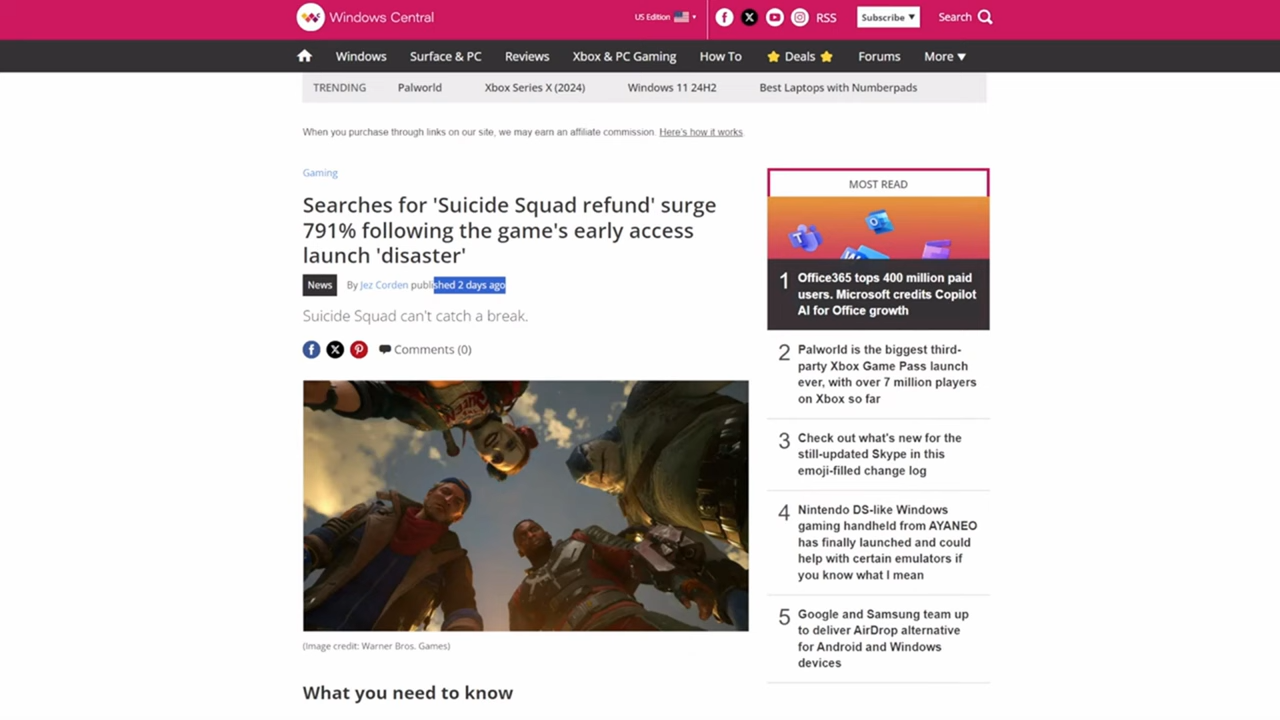 Windows Central
US Edition
RSS
Subscribe ▼
Search
Windows
Surface & PC
Reviews
Xbox & PC Gaming
How To
Deals
Forums
More ▼
TRENDING
Palworld
Xbox Series X (2024)
Windows 11 24H2
Best Laptops with Numberpads
When you purchase through links on our site, we may earn an affiliate commission. Here's how it works.
Gaming
Searches for 'Suicide Squad refund' surge
791% following the game's early access
launch 'disaster'
News
By Jez Corden published 2 days ago
Suicide Squad can't catch a break.
Comments (0)
(Image credit: Warner Bros. Games)
What you need to know
MOST READ
1 Office365 tops 400 million paid
users. Microsoft credits Copilot
AI for Office growth
2 Palworld is the biggest third-
party Xbox Game Pass launch
ever, with over 7 million players
on Xbox so far
3 Check out what's new for the
still-updated Skype in this
emoji-filled change log
4 Nintendo DS-like Windows
gaming handheld from AYANEO
has finally launched and could
help with certain emulators if
you know what I mean
5 Google and Samsung team up
to deliver AirDrop alternative
for Android and Windows
devices